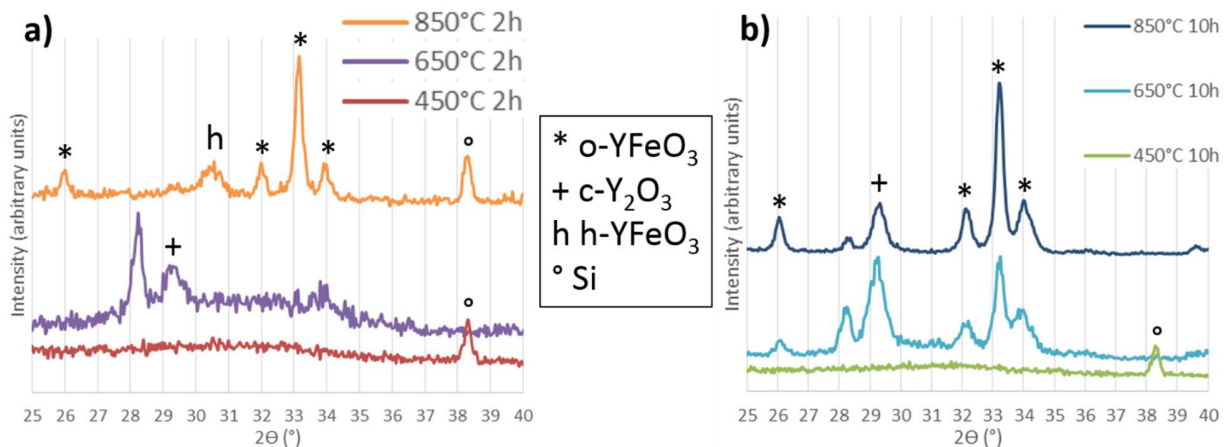 a)
850°C 2h
650°C 2h
450°C 2h
*
*
h
*
*
°
+
°
Intensity (arbitrary units)
25 26 27 28 29 30 31 32 33 34 35 36 37 38 39 40
2Θ (°)
* o-YFeO₃
+ c-Y₂O₃
h h-YFeO₃
° Si
b)
850°C 10h
650°C 10h
450°C 10h
*
*
+
*
*
°
Intensity (arbitrary units)
25 26 27 28 29 30 31 32 33 34 35 36 37 38 39 40
2Θ (°)